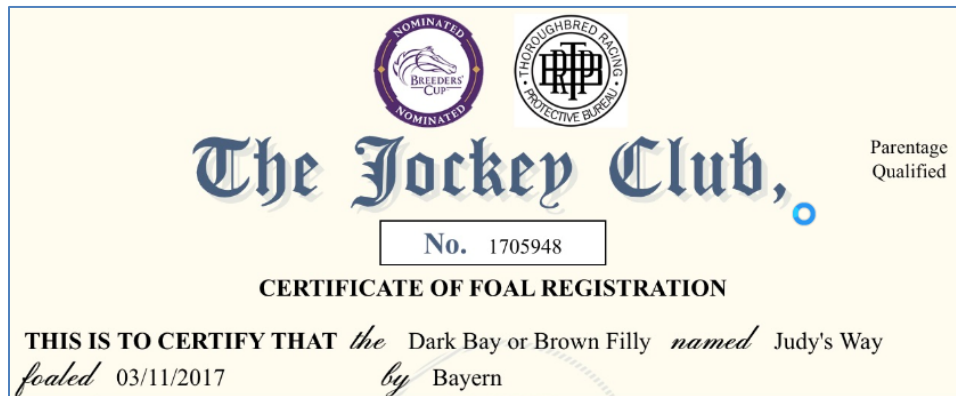 NOMINATED
BREEDERS'
CUP
NOMINATED
THOROUGHBRED RACING
PROTECTIVE BUREAU
The Jockey Club,
Parentage
Qualified
No. 1705948
CERTIFICATE OF FOAL REGISTRATION
THIS IS TO CERTIFY THAT the Dark Bay or Brown Filly named Judy's Way
foaled 03/11/2017 by Bayern